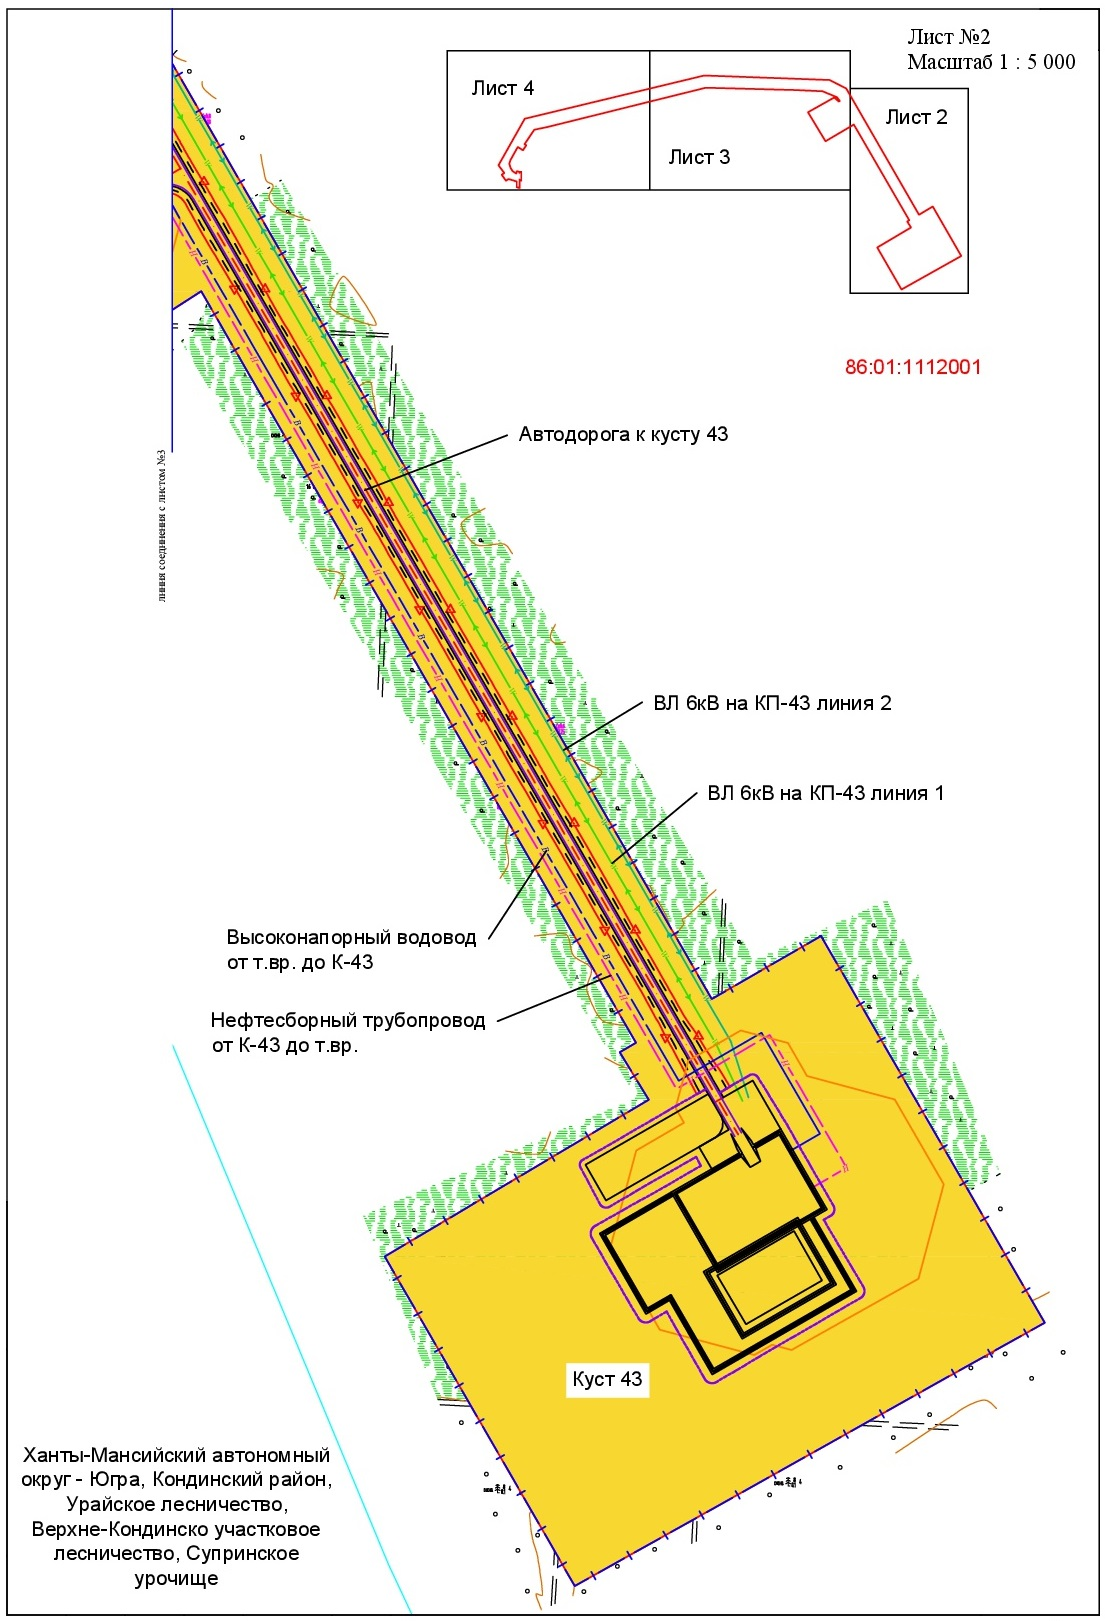 Лист №2
Масштаб 1 : 5 000
Лист 4
Лист 3
Лист 2
86:01:1112001
линия соединения с листом №3
Автодорога к кусту 43
ВЛ 6кВ на КП-43 линия 2
ВЛ 6кВ на КП-43 линия 1
Высоконапорный водовод
от т.вр. до К-43
Нефтесборный трубопровод
от К-43 до т.вр.
Куст 43
Ханты-Мансийский автономный
округ - Югра, Кондинский район,
Урайское лесничество,
Верхне-Кондинско участковое
лесничество, Супринское
урочище